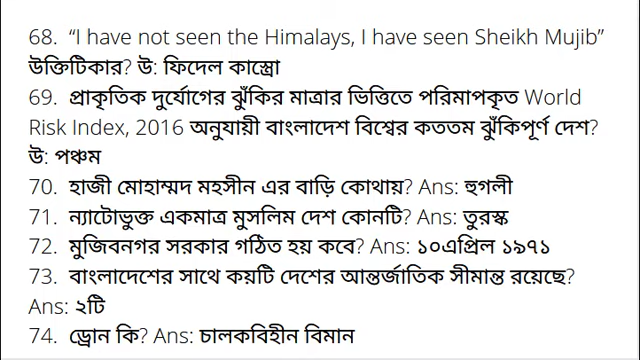 68. “I have not seen the Himalays, I have seen Sheikh Mujib”
উক্তিটিকার? উ: ফিদেল কাস্ত্রো
69. প্রাকৃতিক দুর্যোগের ঝুঁকির মাত্রার ভিত্তিতে পরিমাপকৃত World
Risk Index, 2016 অনুযায়ী বাংলাদেশ বিশ্বের কততম ঝুঁকিপূর্ণ দেশ?
উ: পঞ্চম
70. হাজী মোহাম্মদ মহসীন এর বাড়ি কোথায়? Ans: হুগলী
71. ন্যাটোভুক্ত একমাত্র মুসলিম দেশ কোনটি? Ans: তুরস্ক
72. মুজিবনগর সরকার গঠিত হয় কবে? Ans: ১০এপ্রিল ১৯৭১
73. বাংলাদেশের সাথে কয়টি দেশের আন্তর্জাতিক সীমান্ত রয়েছে?
Ans: ২টি
74. ড্রোন কি? Ans: চালকবিহীন বিমান